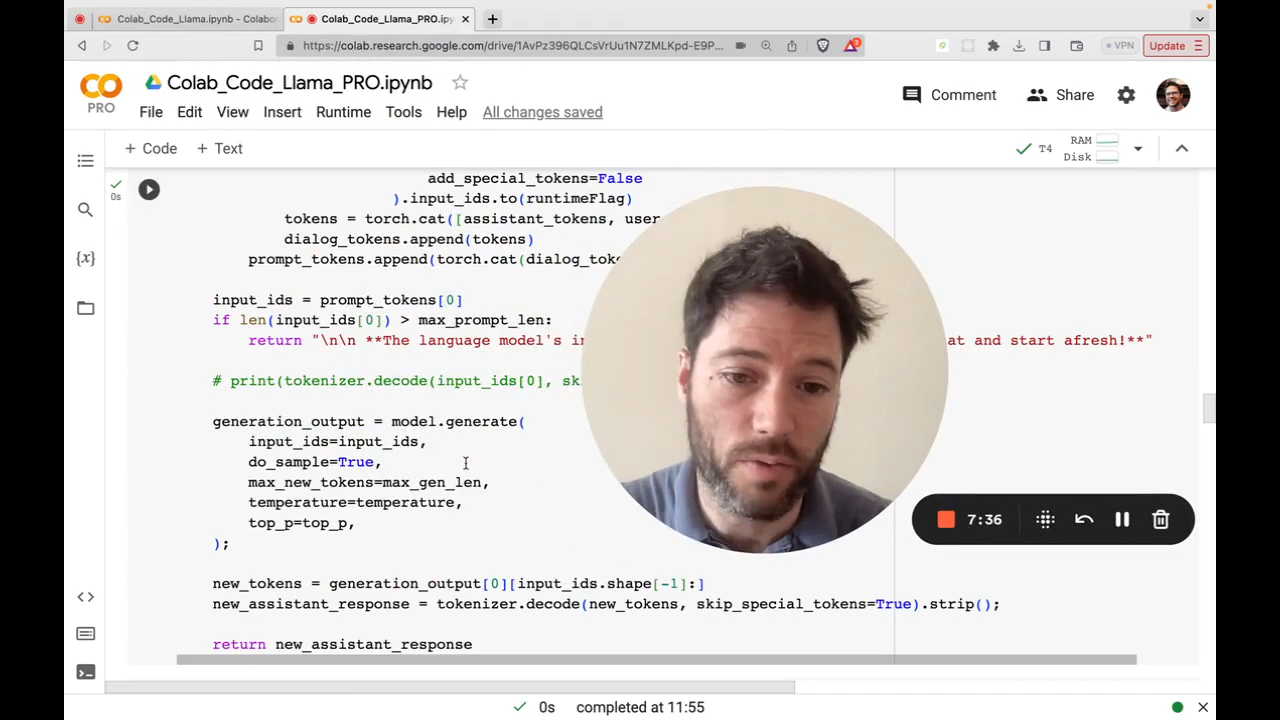 Colab_Code_Llama.ipynb - Colabo
Colab_Code_Llama_PRO.ipy
https://colab.research.google.com/drive/1AvPz396QLCsVrUu1N7ZMLKpd-E9P...
VPN
Update
Colab_Code_Llama_PRO.ipynb
PRO
File Edit View Insert Runtime Tools Help All changes saved
Comment
Share
+ Code + Text
T4
RAM
Disk
0s
add_special_tokens=False
).input_ids.to(runtimeFlag)
tokens = torch.cat([assistant_tokens, user
dialog_tokens.append(tokens)
prompt_tokens.append(torch.cat(dialog_toke
input_ids = prompt_tokens[0]
if len(input_ids[0]) > max_prompt_len:
return "\n\n **The language model's in at and start afresh!**"
# print(tokenizer.decode(input_ids[0], sk
generation_output = model.generate(
input_ids=input_ids,
do_sample=True,
max_new_tokens=max_gen_len,
temperature=temperature,
top_p=top_p,
);
7:36
new_tokens = generation_output[0][input_ids.shape[-1]:]
new_assistant_response = tokenizer.decode(new_tokens, skip_special_tokens=True).strip();
return new_assistant_response
0s completed at 11:55